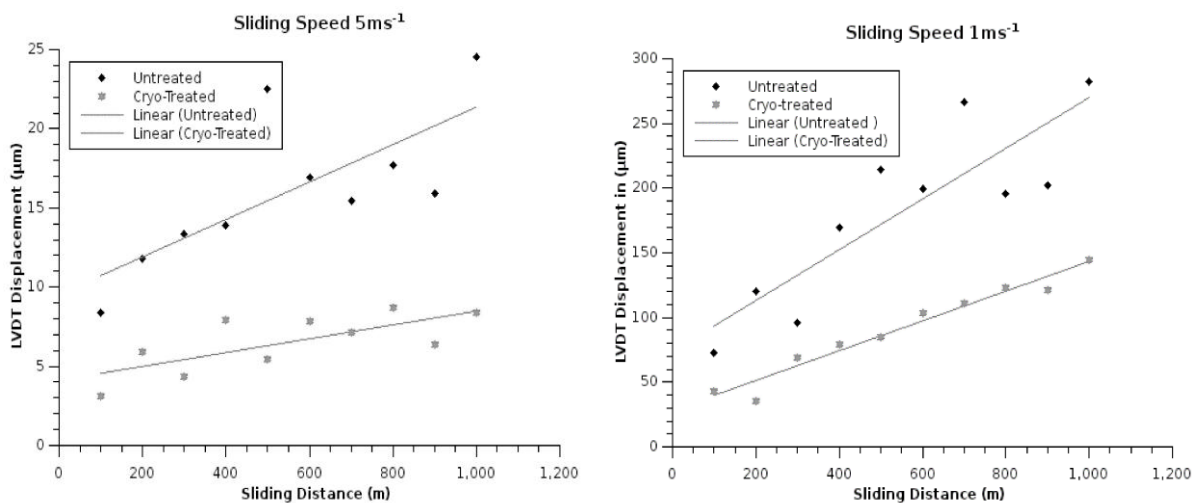 Sliding Speed 5ms⁻¹
25
20
15
10
5
0
LVDT Displacement (μm)
Untreated
Cryo-Treated
Linear (Untreated)
Linear (Cryo-Treated)
0 200 400 600 800 1,000 1,200
Sliding Distance (m)
Sliding Speed 1ms⁻¹
300
250
200
150
100
50
0
LVDT Displacement in (μm)
Untreated
Cryo-treated
Linear (Untreated )
Linear (Cryo-Treated)
0 200 400 600 800 1,000 1,200
Sliding Distance (m)